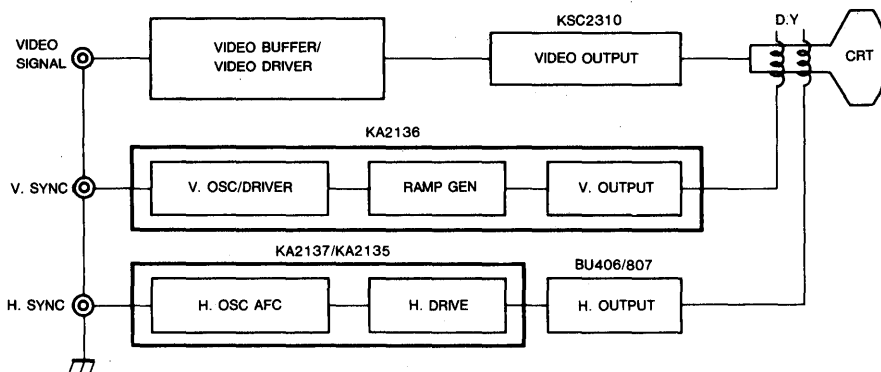 KSC2310
D.Y
VIDEO
SIGNAL
VIDEO BUFFER/
VIDEO DRIVER
VIDEO OUTPUT
CRT
KA2136
V. SYNC
V. OSC/DRIVER
RAMP GEN
V. OUTPUT
KA2137/KA2135
BU406/807
H. SYNC
H. OSC AFC
H. DRIVE
H. OUTPUT